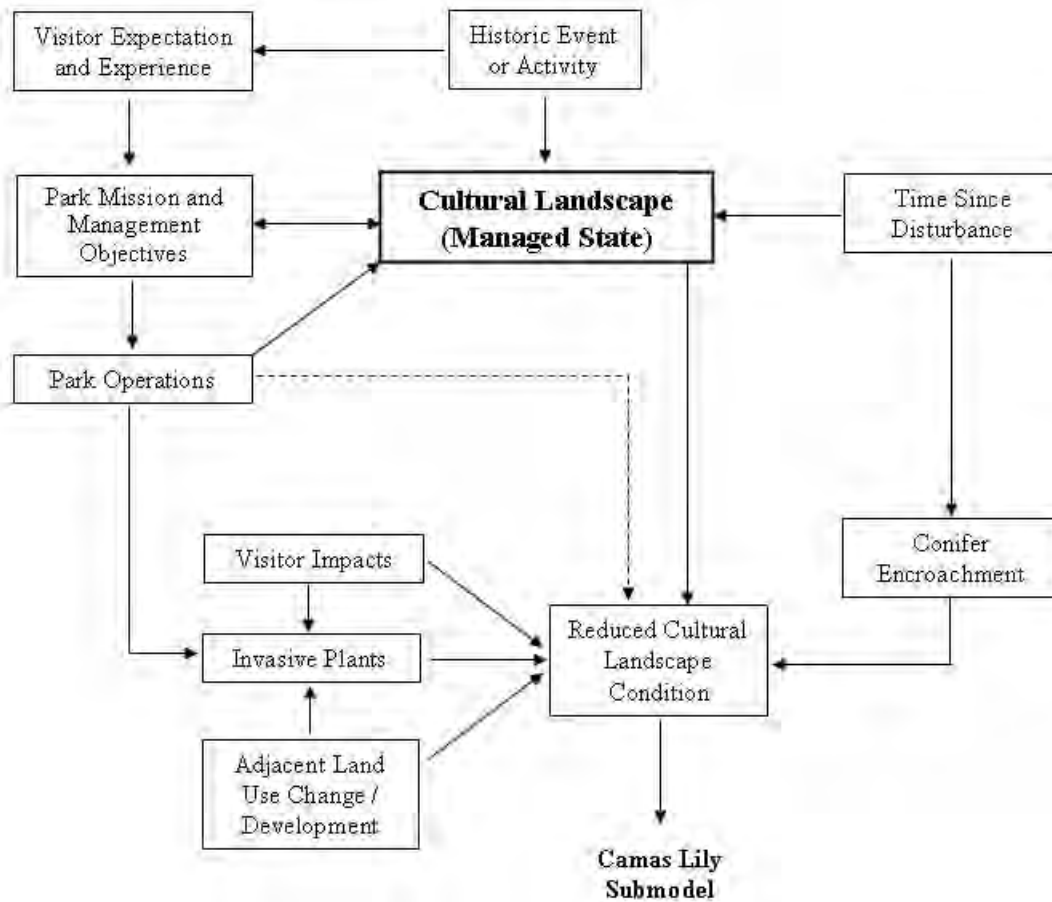 Visitor Expectation
and Experience
Historic Event
or Activity
Park Mission and
Management
Objectives
Cultural Landscape
(Managed State)
Time Since
Disturbance
Park Operations
Visitor Impacts
Conifer
Encroachment
Invasive Plants
Reduced Cultural
Landscape
Condition
Adjacent Land
Use Change /
Development
Camas Lily
Submodel